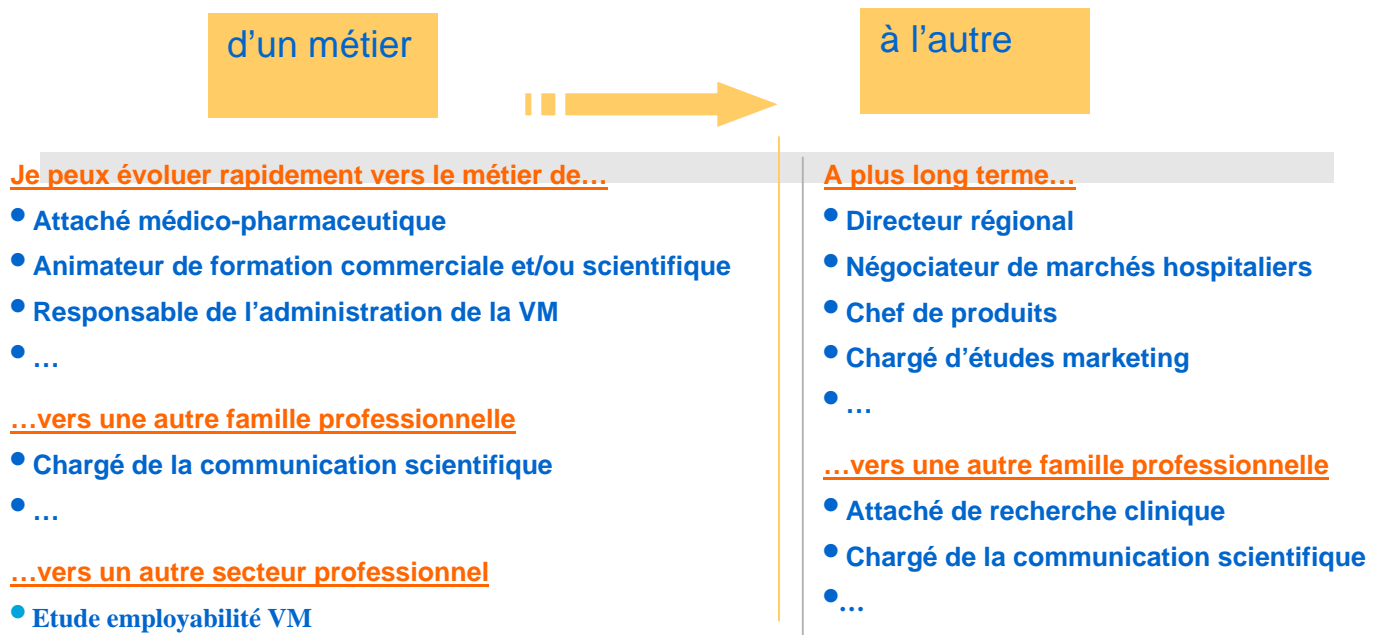 d’un métier
à l’autre
Je peux évoluer rapidement vers le métier de…
• Attaché médico-pharmaceutique
• Animateur de formation commerciale et/ou scientifique
• Responsable de l’administration de la VM
• …
…vers une autre famille professionnelle
• Chargé de la communication scientifique
• …
…vers un autre secteur professionnel
• Etude employabilité VM
A plus long terme…
• Directeur régional
• Négociateur de marchés hospitaliers
• Chef de produits
• Chargé d’études marketing
• …
…vers une autre famille professionnelle
• Attaché de recherche clinique
• Chargé de la communication scientifique
•…